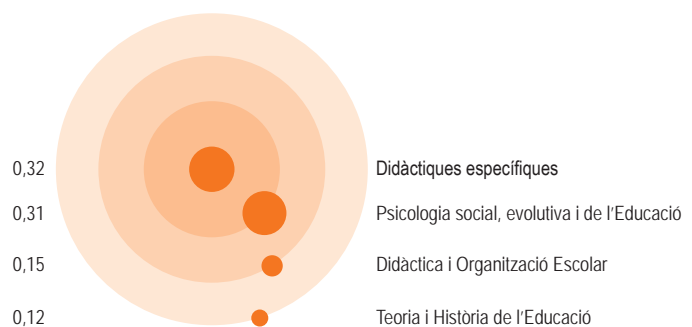 0,32 Didàctiques específiques
0,31 Psicologia social, evolutiva i de l’Educació
0,15 Didàctica i Organització Escolar
0,12 Teoria i Història de l’Educació